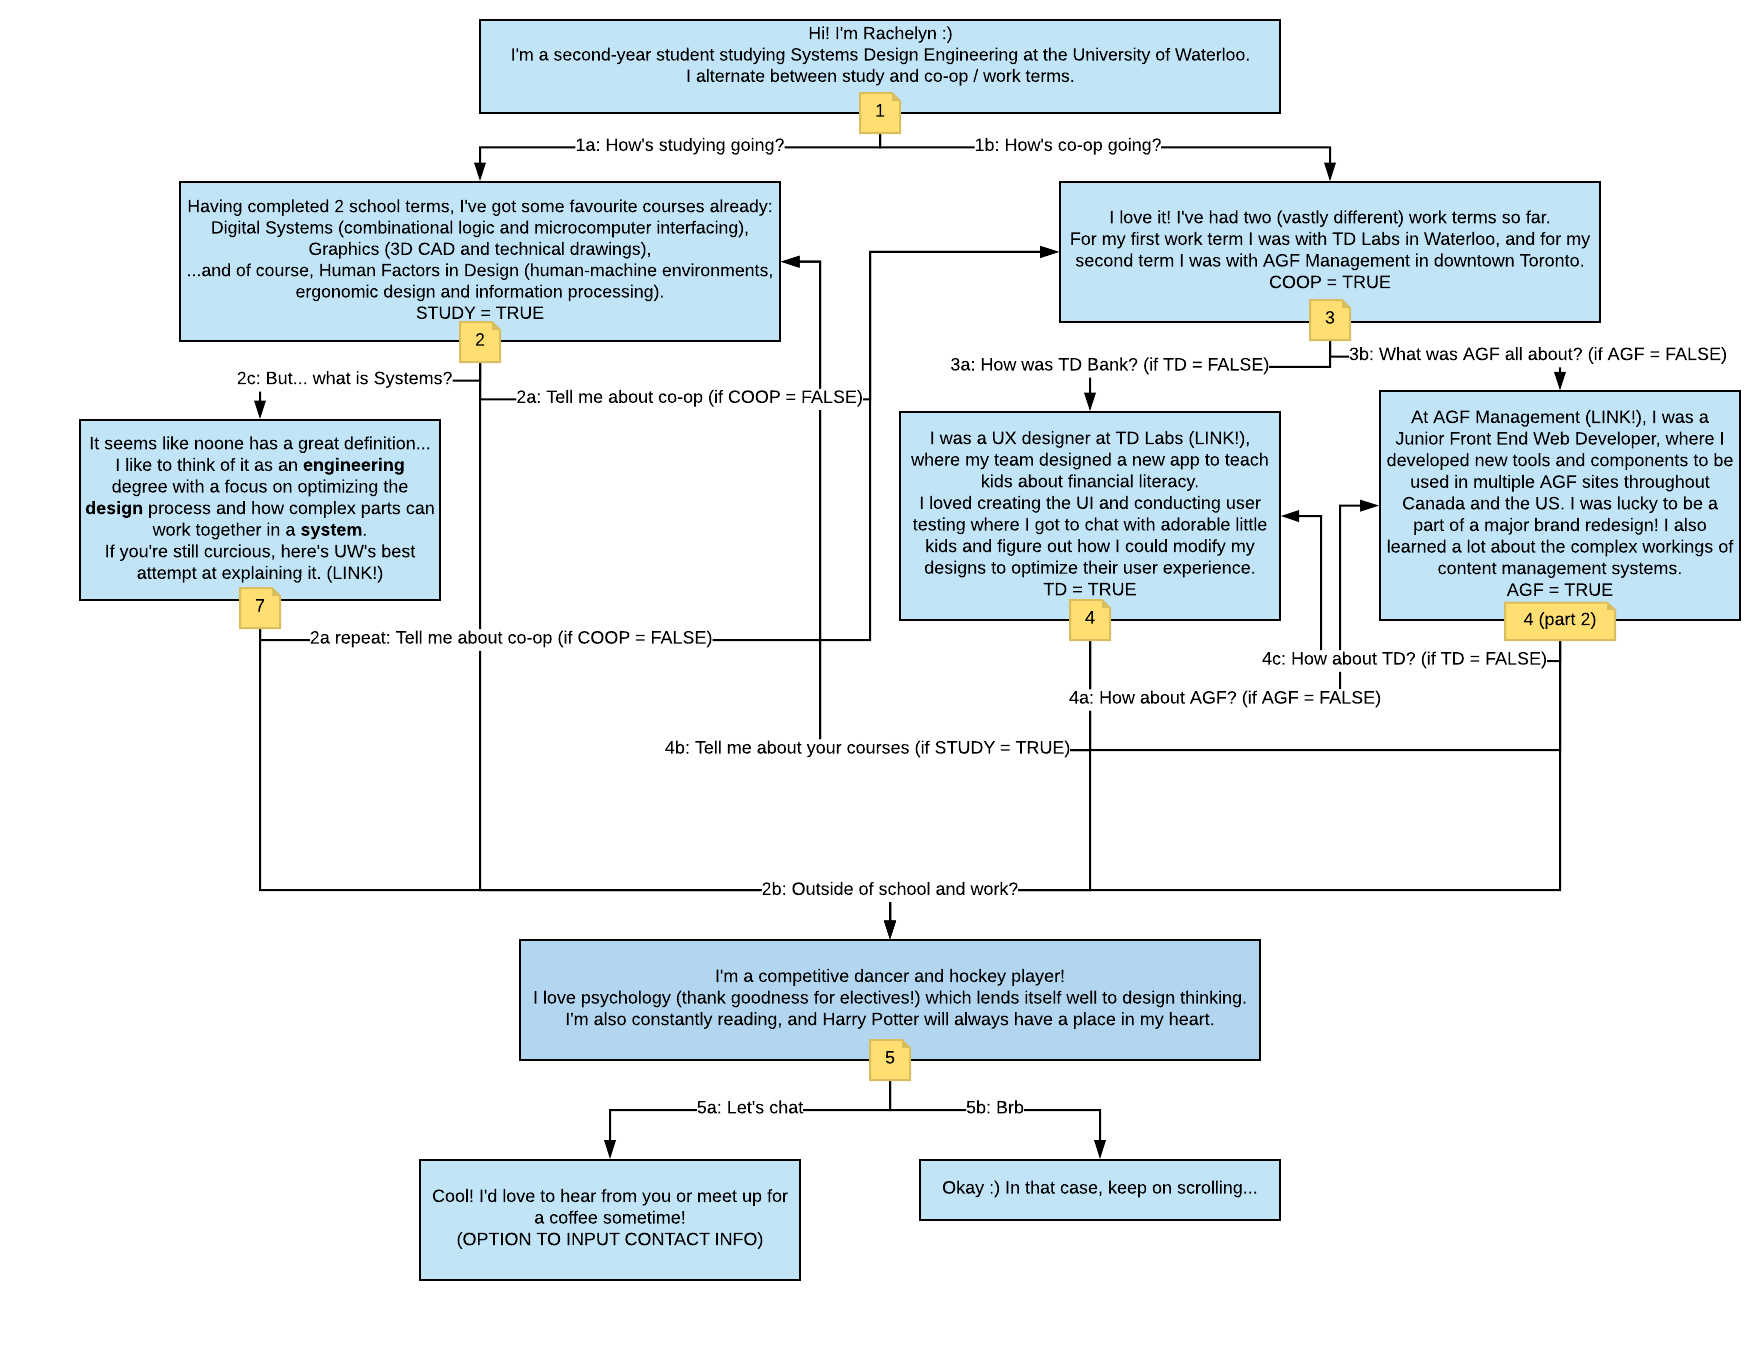 Hi! I'm Rachelyn :)
I'm a second-year student studying Systems Design Engineering at the University of Waterloo.
I alternate between study and co-op / work terms.
1
1a: How's studying going?
1b: How's co-op going?
Having completed 2 school terms, I've got some favourite courses already:
Digital Systems (combinational logic and microcomputer interfacing),
Graphics (3D CAD and technical drawings),
...and of course, Human Factors in Design (human-machine environments,
ergonomic design and information processing).
STUDY = TRUE
2
I love it! I've had two (vastly different) work terms so far.
For my first work term I was with TD Labs in Waterloo, and for my
second term I was with AGF Management in downtown Toronto.
COOP = TRUE
3
2c: But... what is Systems?
2a: Tell me about co-op (if COOP = FALSE)
3a: How was TD Bank? (if TD = FALSE)
3b: What was AGF all about? (if AGF = FALSE)
It seems like noone has a great definition...
I like to think of it as an engineering
degree with a focus on optimizing the
design process and how complex parts can
work together in a system.
If you're still curcious, here's UW's best
attempt at explaining it. (LINK!)
7
I was a UX designer at TD Labs (LINK!),
where my team designed a new app to teach
kids about financial literacy.
I loved creating the UI and conducting user
testing where I got to chat with adorable little
kids and figure out how I could modify my
designs to optimize their user experience.
TD = TRUE
4
At AGF Management (LINK!), I was a
Junior Front End Web Developer, where I
developed new tools and components to be
used in multiple AGF sites throughout
Canada and the US. I was lucky to be a
part of a major brand redesign! I also
learned a lot about the complex workings of
content management systems.
AGF = TRUE
4 (part 2)
2a repeat: Tell me about co-op (if COOP = FALSE)
4c: How about TD? (if TD = FALSE)
4a: How about AGF? (if AGF = FALSE)
4b: Tell me about your courses (if STUDY = TRUE)
2b: Outside of school and work?
I'm a competitive dancer and hockey player!
I love psychology (thank goodness for electives!) which lends itself well to design thinking.
I'm also constantly reading, and Harry Potter will always have a place in my heart.
5
5a: Let's chat
5b: Brb
Cool! I'd love to hear from you or meet up for
a coffee sometime!
(OPTION TO INPUT CONTACT INFO)
Okay :) In that case, keep on scrolling...